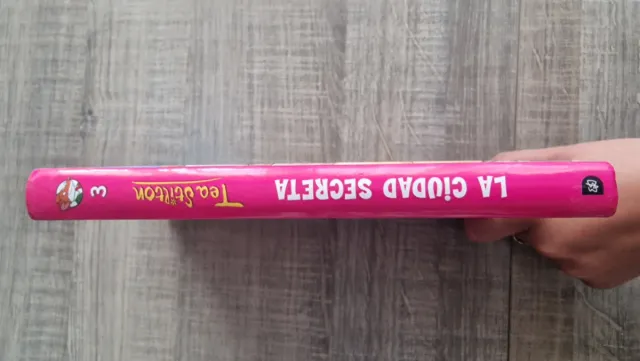 3
Tea Stilton
LA CiUDAD SECRETA